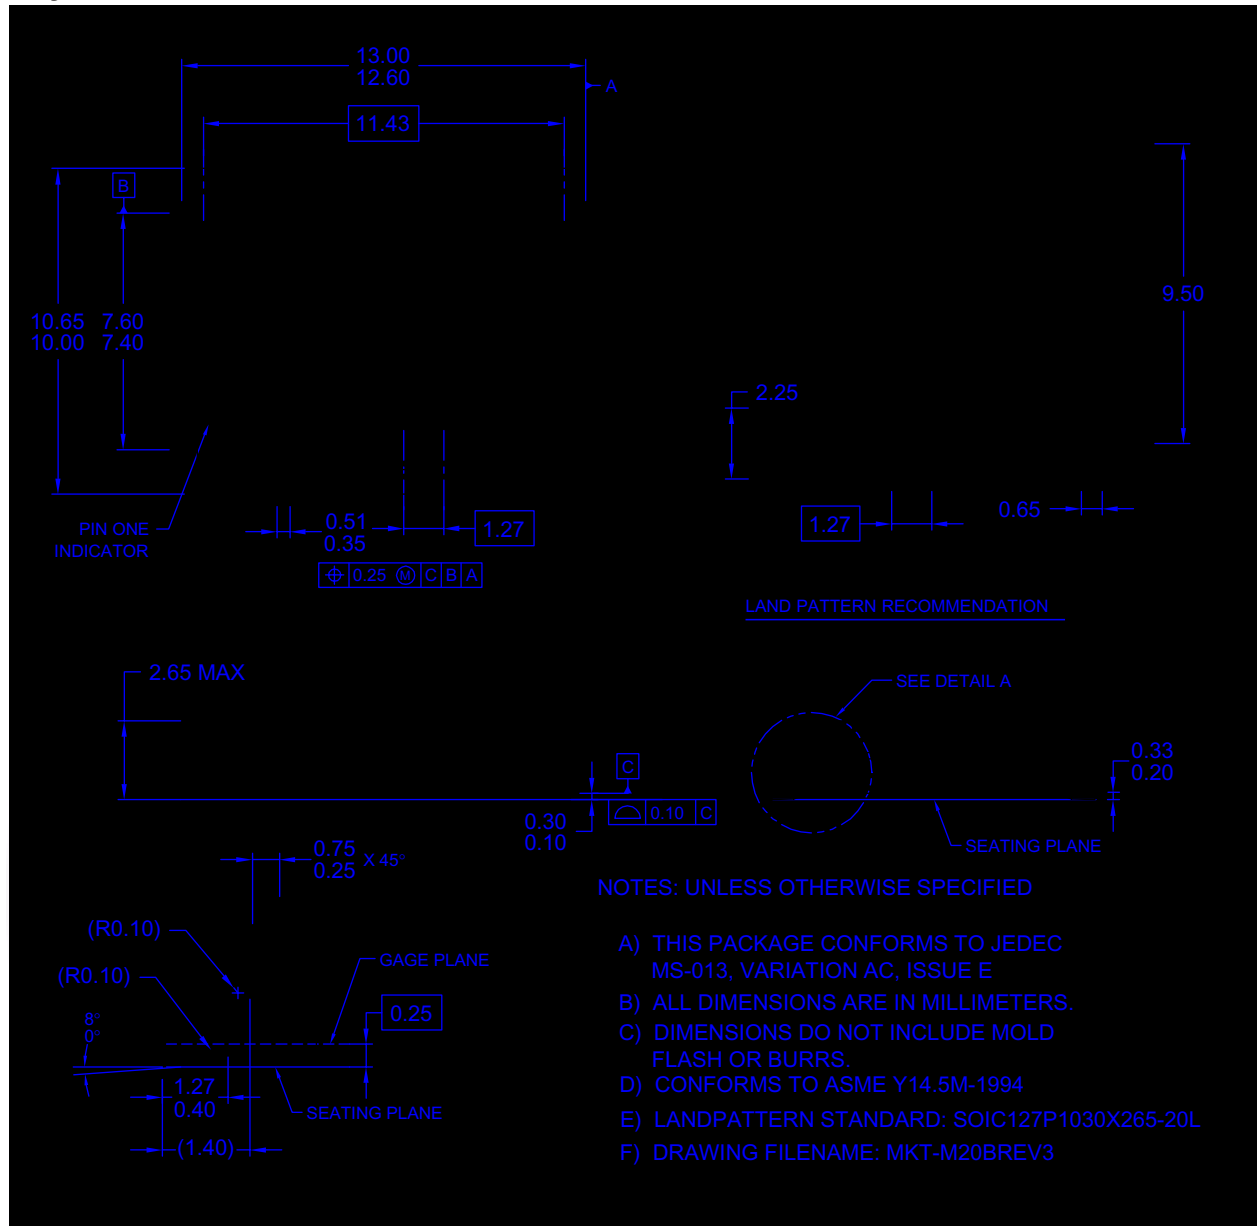 13.00
12.60
A
11.43
B
9.50
10.65 7.60
10.00 7.40
2.25
PIN ONE
INDICATOR
0.51
0.35
1.27
1.27
0.65
⌖ 0.25 Ⓜ C B A
LAND PATTERN RECOMMENDATION
2.65 MAX
SEE DETAIL A
C
0.33
0.20
0.10 C
0.30
0.10
SEATING PLANE
0.75
0.25
X 45°
NOTES: UNLESS OTHERWISE SPECIFIED
A) THIS PACKAGE CONFORMS TO JEDEC
MS-013, VARIATION AC, ISSUE E
B) ALL DIMENSIONS ARE IN MILLIMETERS.
C) DIMENSIONS DO NOT INCLUDE MOLD
FLASH OR BURRS.
D) CONFORMS TO ASME Y14.5M-1994
E) LANDPATTERN STANDARD: SOIC127P1030X265-20L
F) DRAWING FILENAME: MKT-M20BREV3
(R0.10)
(R0.10)
GAGE PLANE
0.25
8°
0°
1.27
0.40
SEATING PLANE
(1.40)